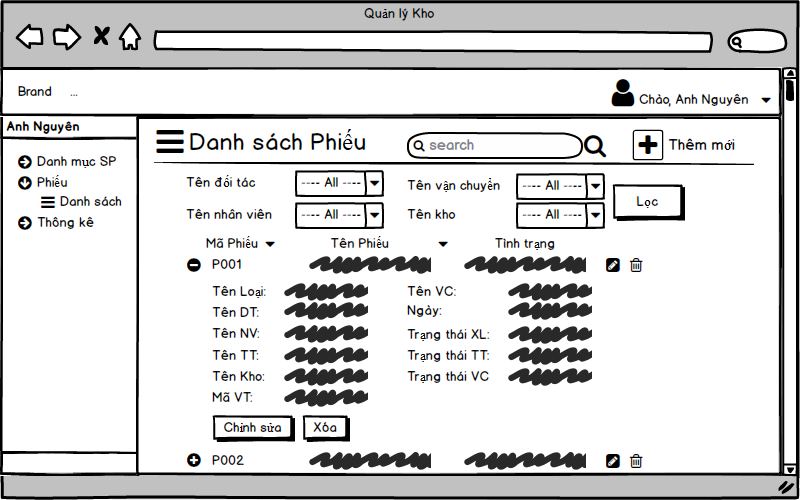 Quản lý Kho
Brand ...
Chào, Anh Nguyên
Anh Nguyên
Danh mục SP
Phiếu
Danh sách
Thông kê
Danh sách Phiếu
search
Thêm mới
Tên đối tác
---- All ----
Tên vận chuyển
---- All ----
Lọc
Tên nhân viên
---- All ----
Tên kho
---- All ----
Mã Phiếu
Tên Phiếu
Tình trạng
P001
Tên Loại:
Tên VC:
Tên DT:
Ngày:
Tên NV:
Trạng thái XL:
Tên TT:
Trạng thái TT:
Tên Kho:
Trạng thái VC
Mã VT:
Chỉnh sửa
Xóa
P002